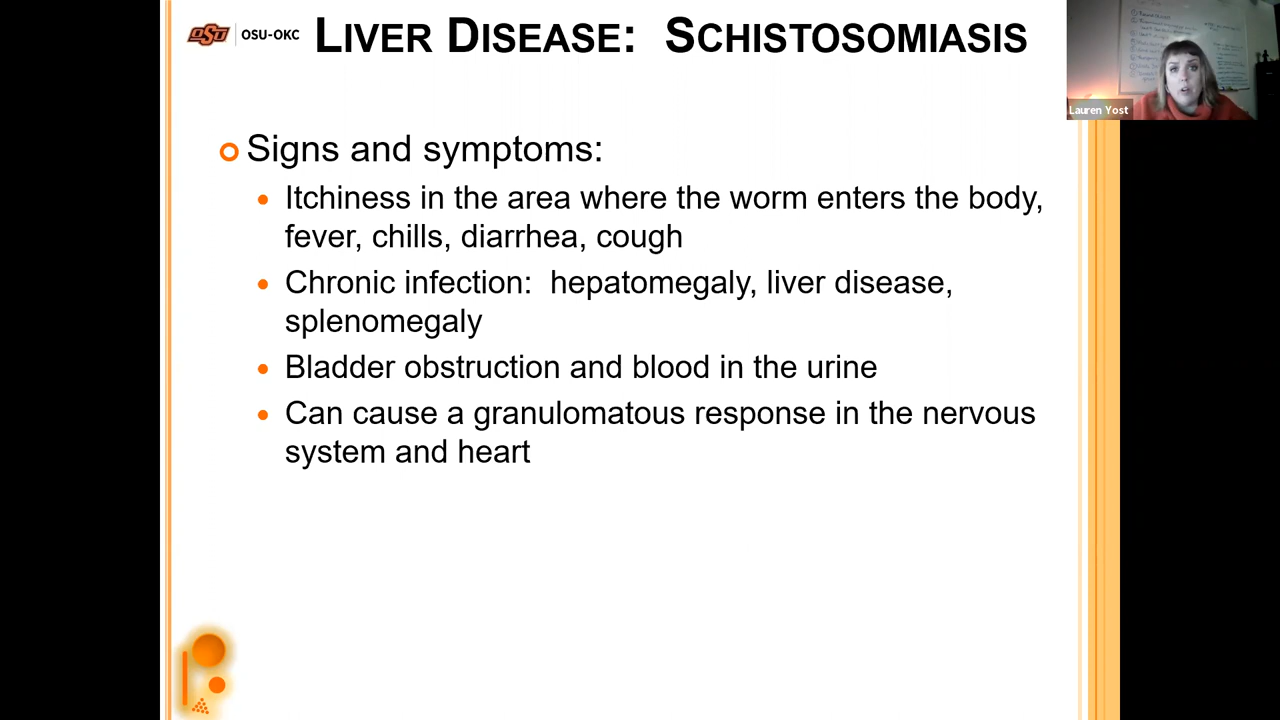 OSU OSU-OKC LIVER DISEASE: SCHISTOSOMIASIS
Lauren Yost
Signs and symptoms:
Itchiness in the area where the worm enters the body,
fever, chills, diarrhea, cough
Chronic infection: hepatomegaly, liver disease,
splenomegaly
Bladder obstruction and blood in the urine
Can cause a granulomatous response in the nervous
system and heart